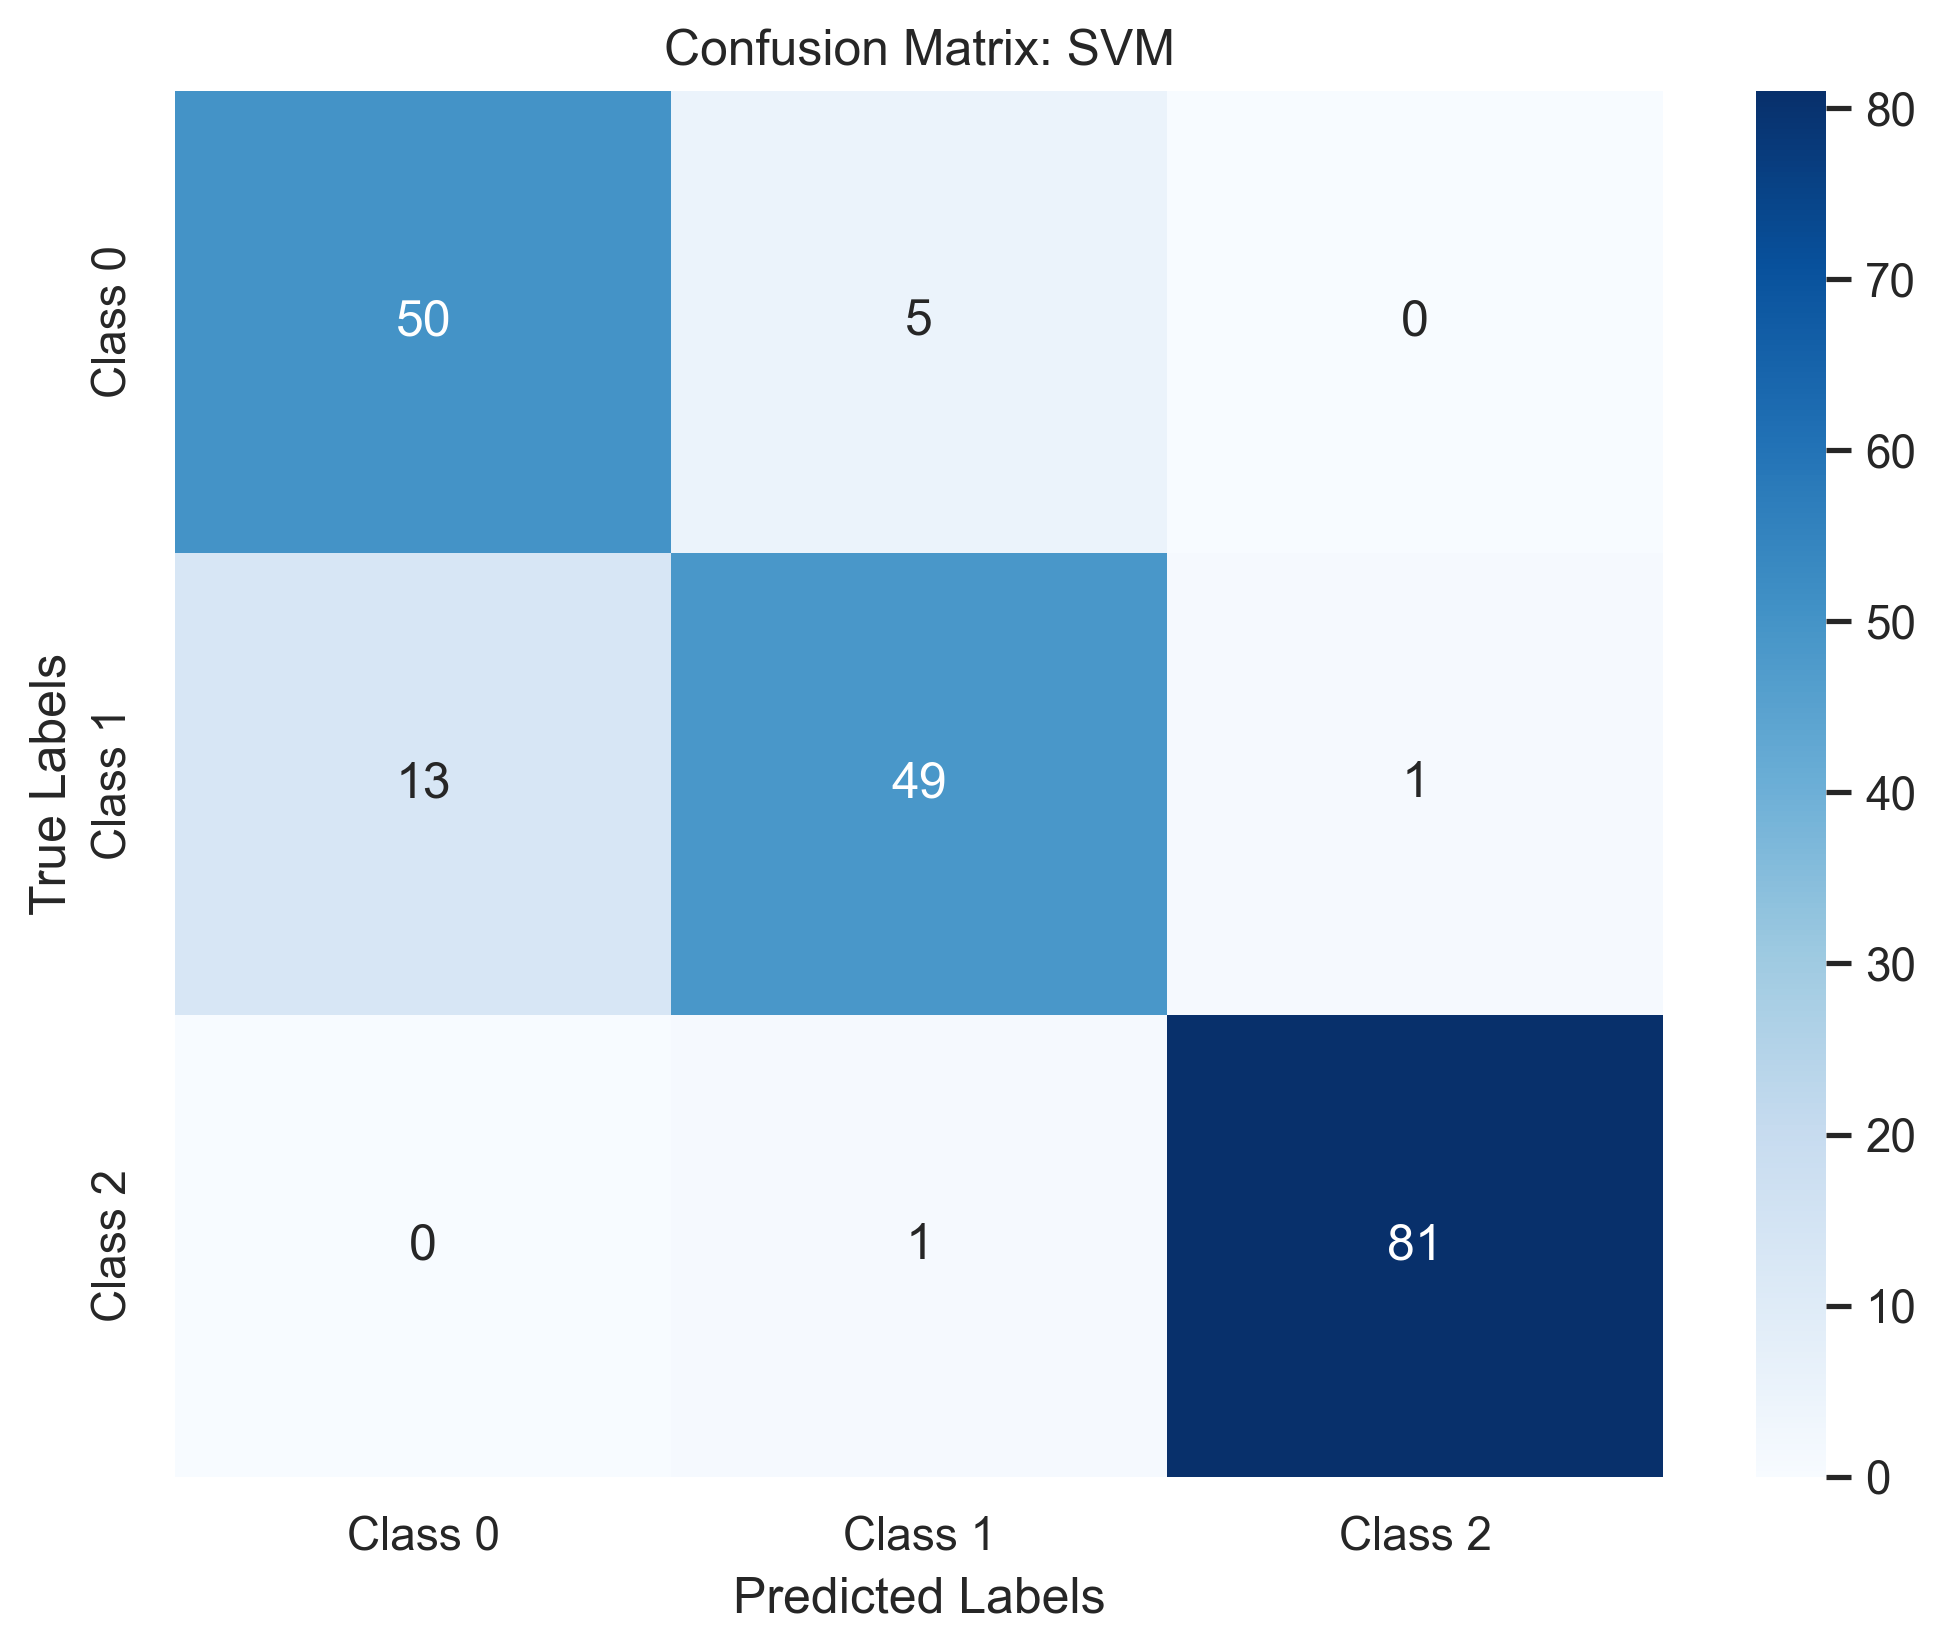 Confusion Matrix: SVM
True Labels
Class 0
50 5 0
Class 1
13 49 1
Class 2
0 1 81
Class 0 Class 1 Class 2
Predicted Labels
80
70
60
50
40
30
20
10
0